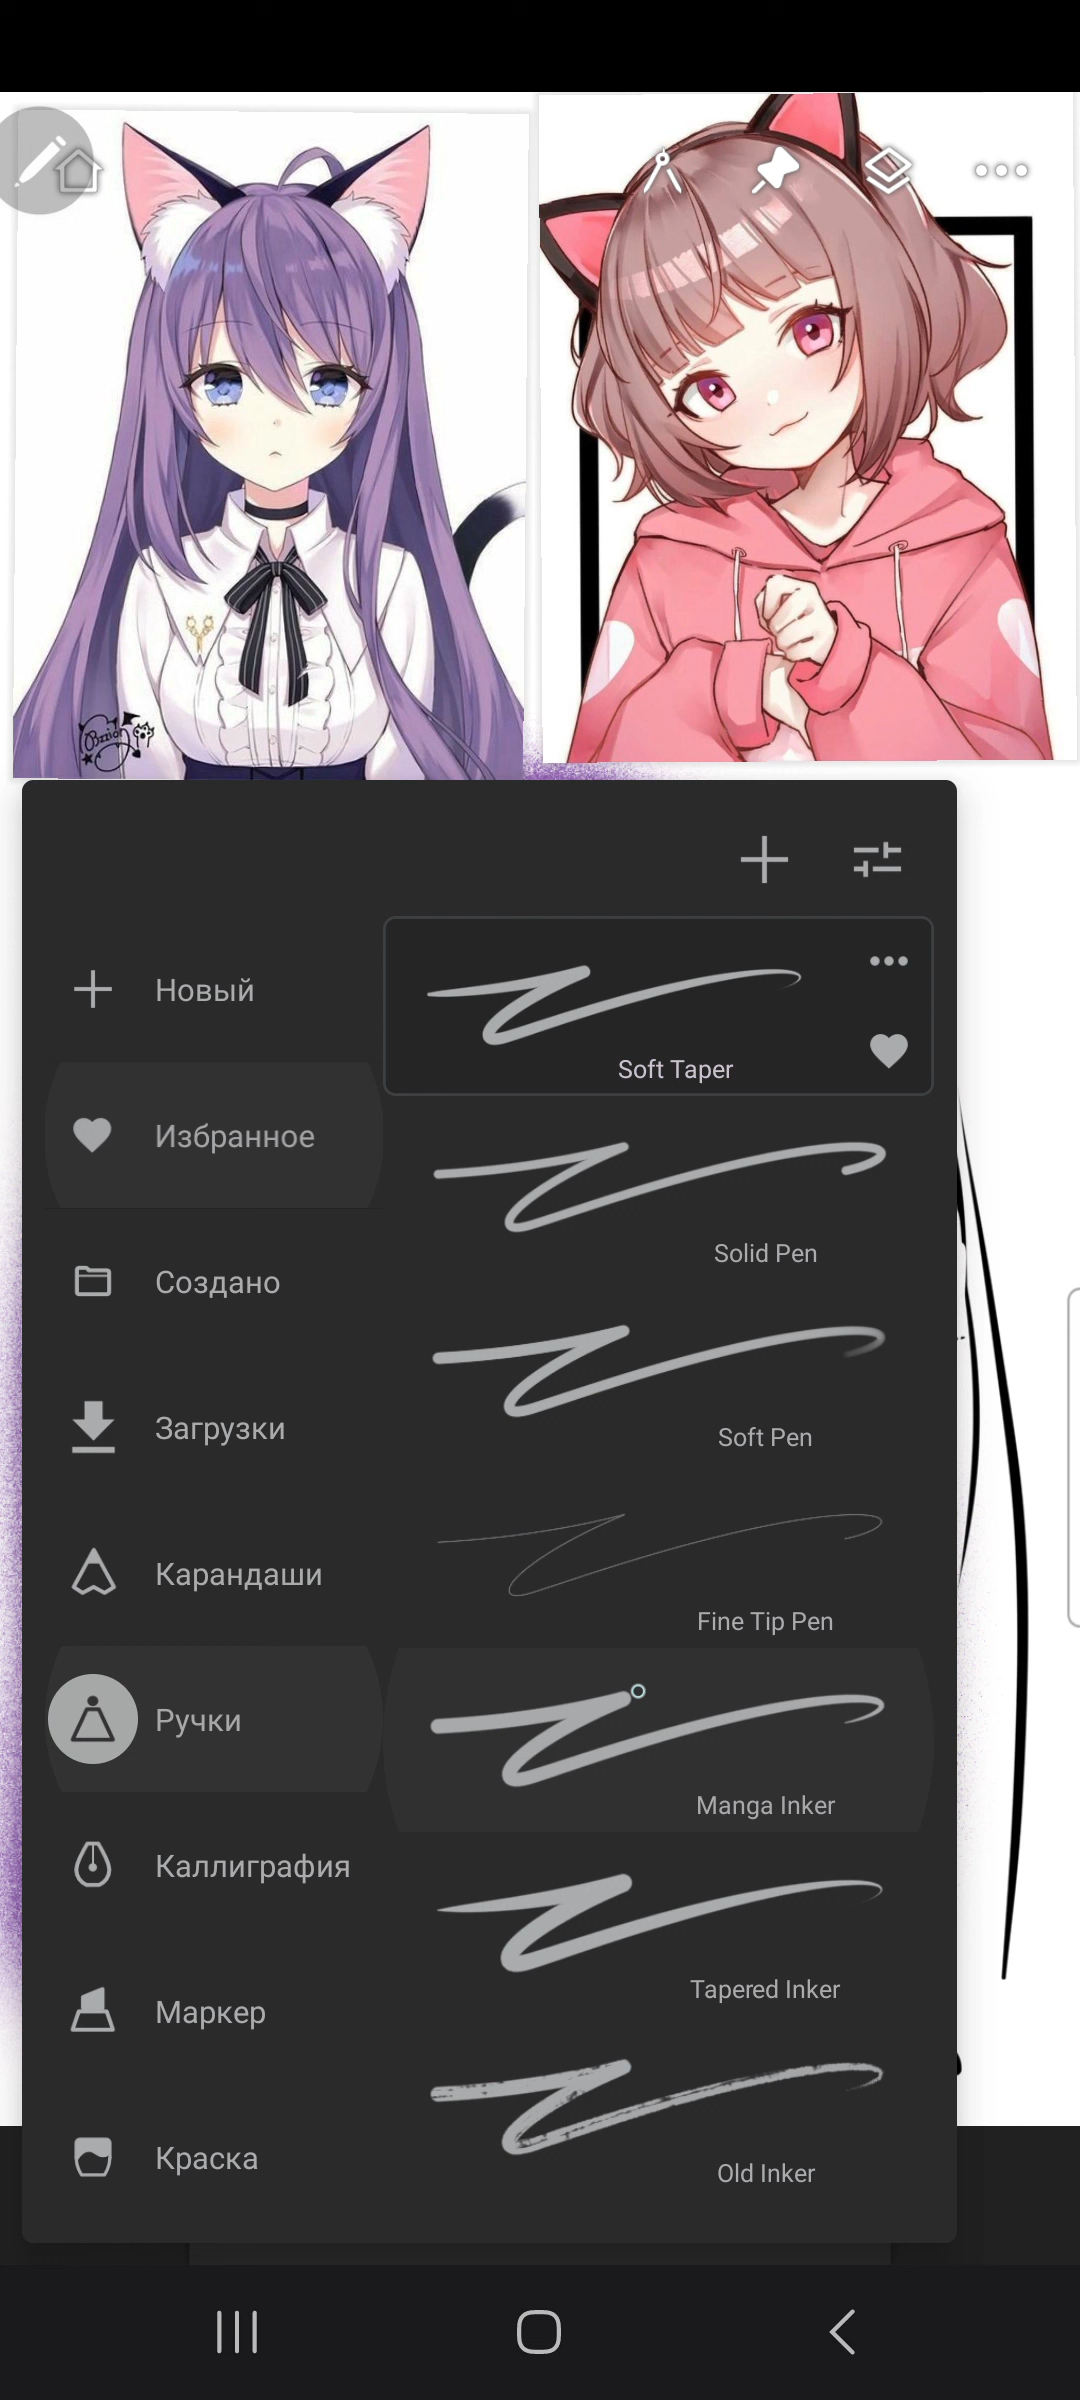 Bzzion
Новый
Избранное
Создано
Загрузки
Карандаши
Ручки
Каллиграфия
Маркер
Краска
Soft Taper
Solid Pen
Soft Pen
Fine Tip Pen
Manga Inker
Tapered Inker
Old Inker